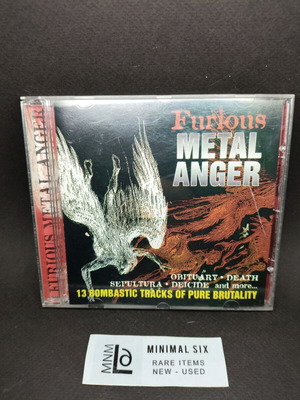 FURIOUS METAL ANGER
Furious
METAL
ANGER
OBITUARY • DEATH
SEPULTURA • DEICIDE and more...
13 BOMBASTIC TRACKS OF PURE BRUTALITY
MNM
MINIMAL SIX
RARE ITEMS
NEW - USED